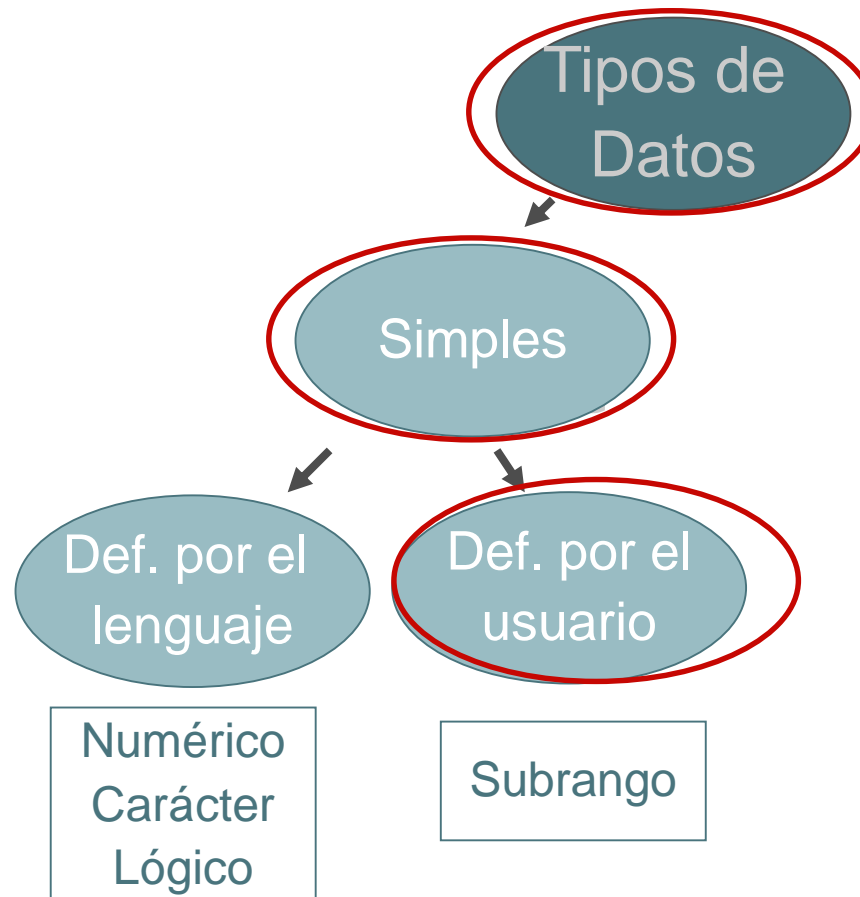 Tipos de
Datos
Simples
Def. por el
lenguaje
Def. por el
usuario
Numérico
Carácter
Lógico
Subrango